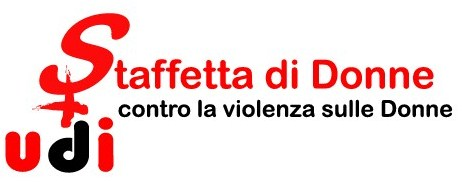 Staffetta di Donne
contro la violenza sulle Donne
udi